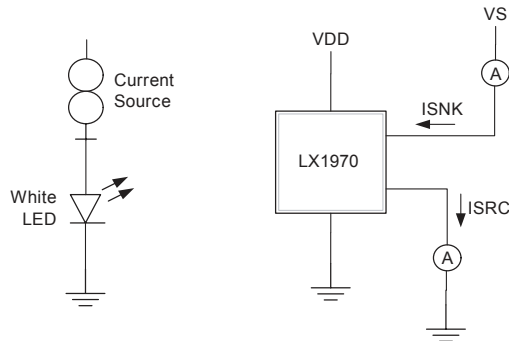 Current
Source
White
LED
VDD
LX1970
ISNK
VS
A
ISRC
A